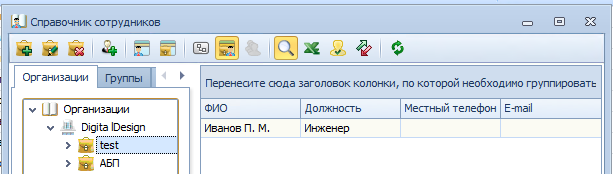 Справочник сотрудников
Организации Группы
Перенесите сюда заголовок колонки, по которой необходимо группировать
ФИО Должность Местный телефон E-mail
Иванов П. М. Инженер
Организации
Digita lDesign
test
АБП